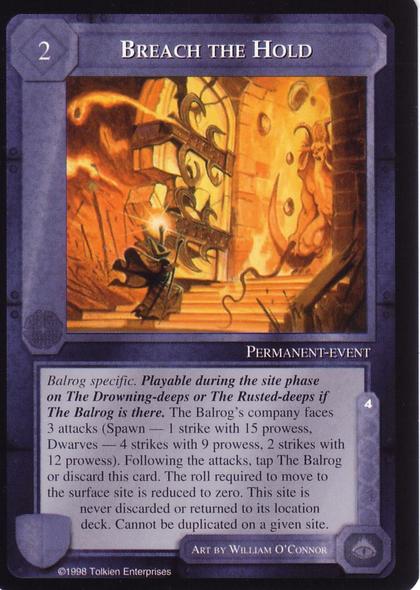 2
BREACH THE HOLD
PERMANENT-EVENT
Balrog specific. Playable during the site phase
on The Drowning-deeps or The Rusted-deeps if
The Balrog is there. The Balrog's company faces
3 attacks (Spawn — 1 strike with 15 prowess,
Dwarves — 4 strikes with 9 prowess, 2 strikes with
12 prowess). Following the attacks, tap The Balrog
or discard this card. The roll required to move to
the surface site is reduced to zero. This site is
never discarded or returned to its location
deck. Cannot be duplicated on a given site.
4
ART BY WILLIAM O'CONNOR
©1998 Tolkien Enterprises